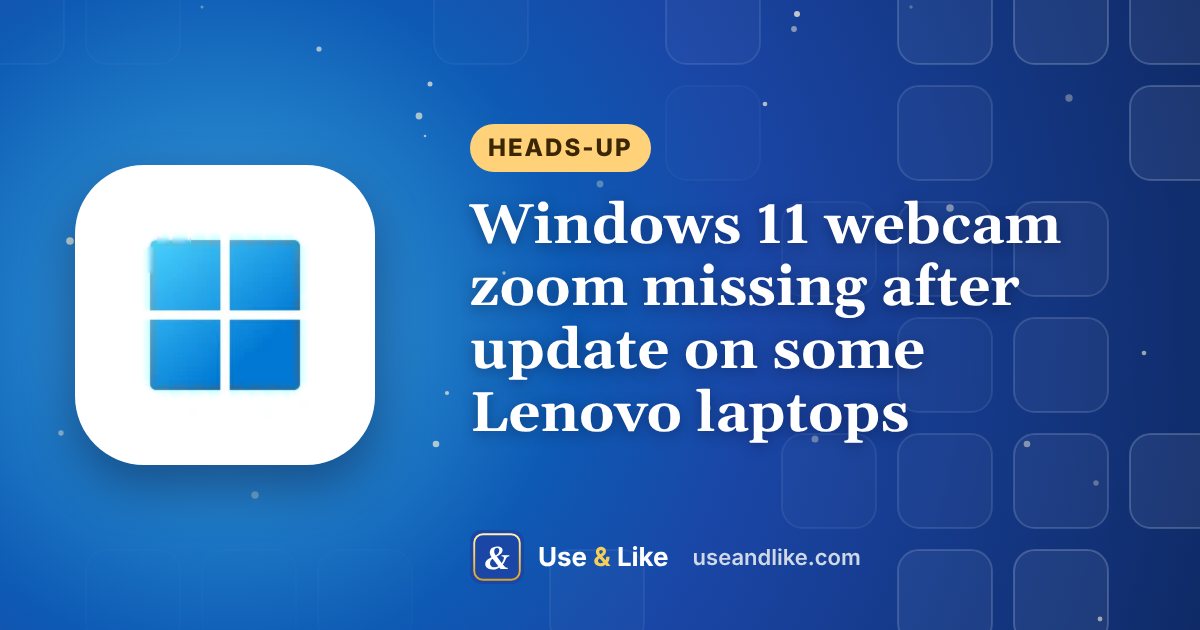 HEADS-UP
Windows 11 webcam
zoom missing after
update on some
Lenovo laptops
& Use & Like useandlike.com